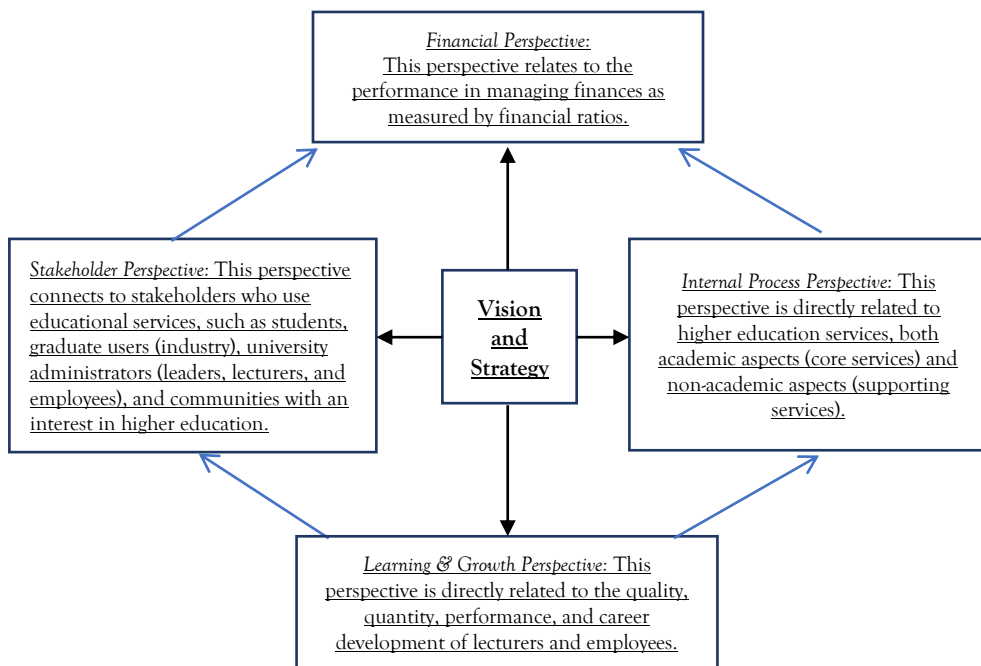 Financial Perspective:
This perspective relates to the
performance in managing finances as
measured by financial ratios.
Stakeholder Perspective: This perspective
connects to stakeholders who use
educational services, such as students,
graduate users (industry), university
administrators (leaders, lecturers, and
employees), and communities with an
interest in higher education.
Vision
and
Strategy
Internal Process Perspective: This
perspective is directly related to
higher education services, both
academic aspects (core services) and
non-academic aspects (supporting
services).
Learning & Growth Perspective: This
perspective is directly related to the quality,
quantity, performance, and career
development of lecturers and employees.